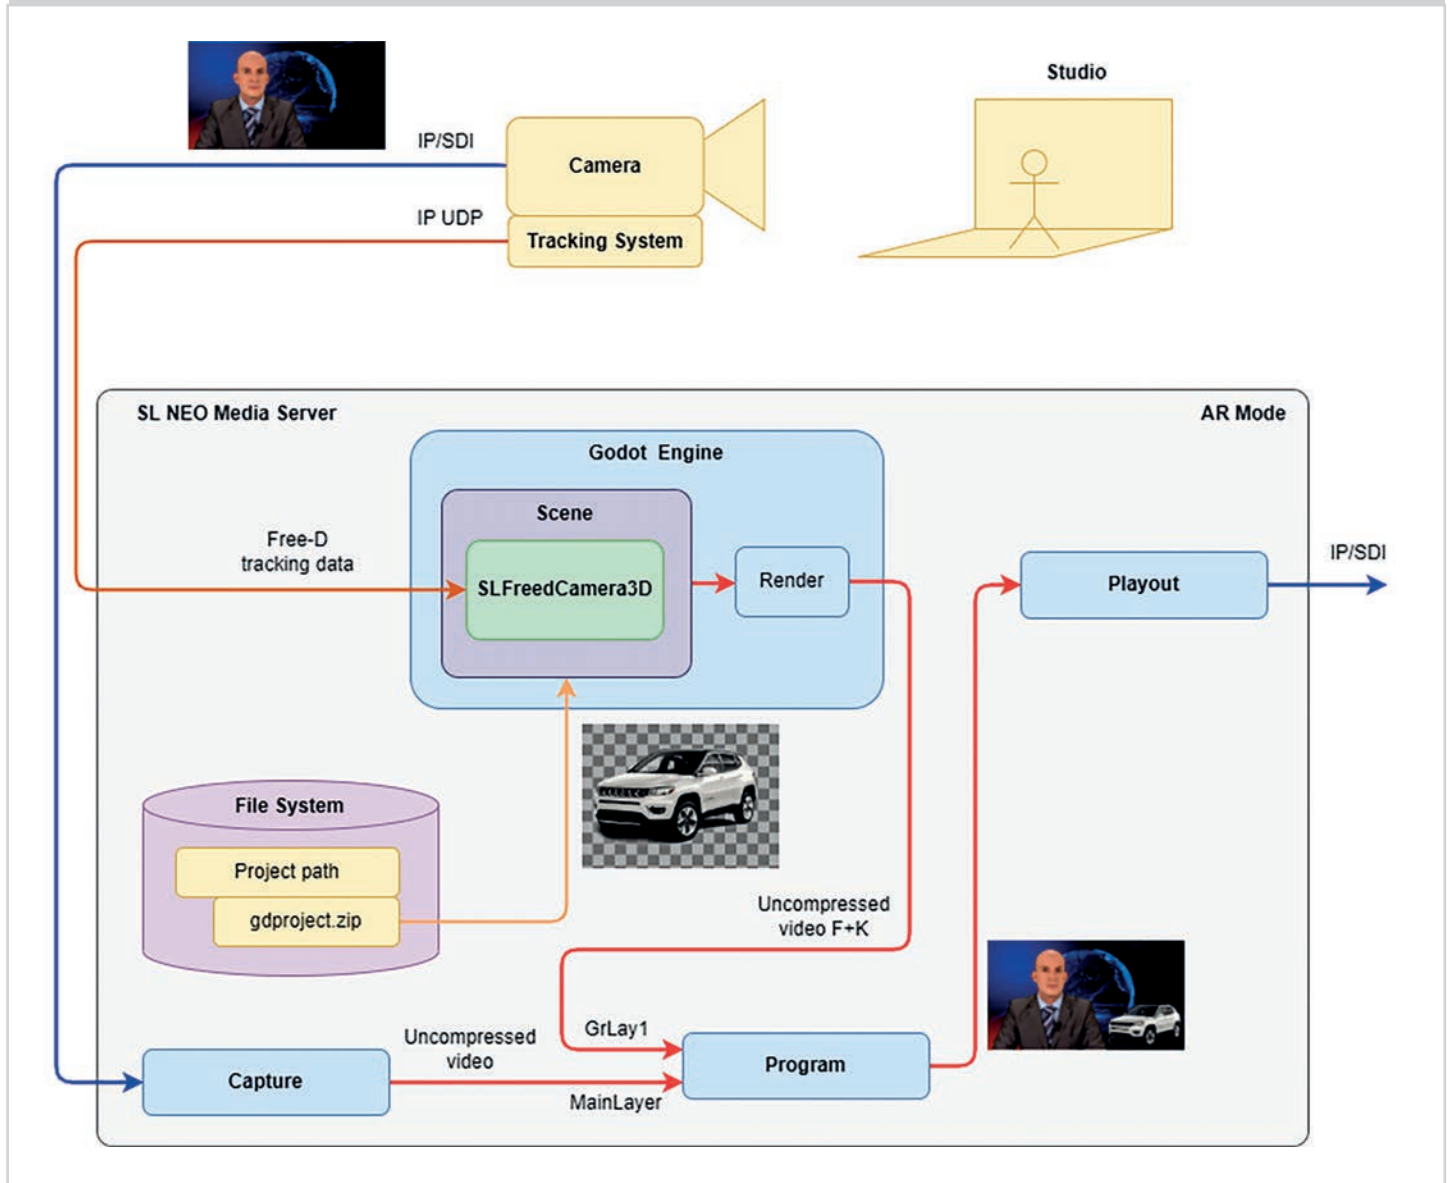 Studio
IP/SDI
Camera
IP UDP
Tracking System
SL NEO Media Server
AR Mode
Godot Engine
Scene
Free-D
tracking data
SLFreedCamera3D
Render
Playout
IP/SDI
File System
Project path
gdproject.zip
Uncompressed
video F+K
GrLay1
Uncompressed
video
Capture
Program
MainLayer